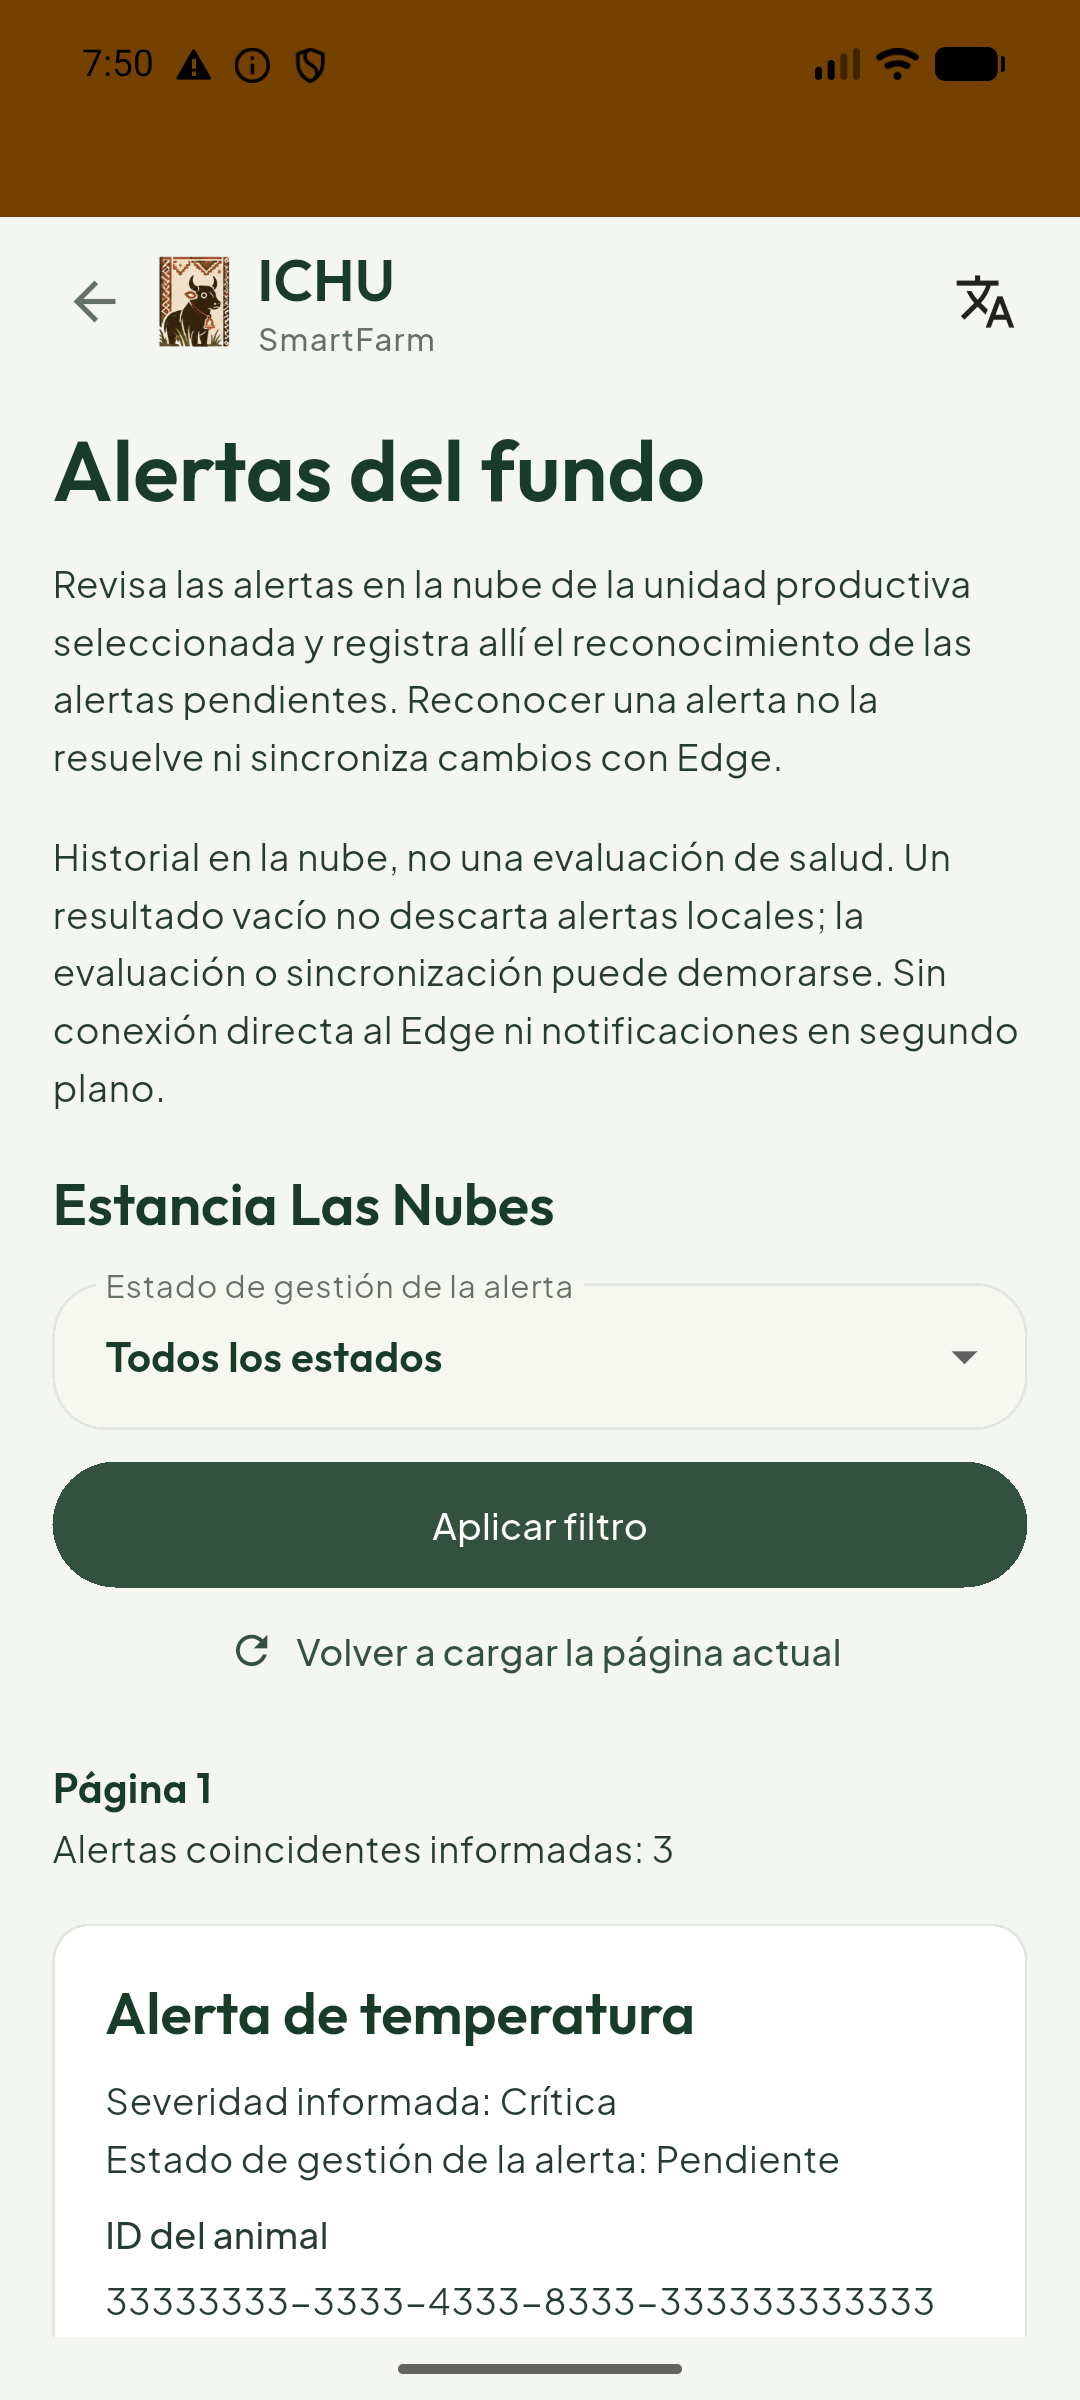 7:50
ICHU
SmartFarm
Alertas del fundo
Revisa las alertas en la nube de la unidad productiva
seleccionada y registra allí el reconocimiento de las
alertas pendientes. Reconocer una alerta no la
resuelve ni sincroniza cambios con Edge.
Historial en la nube, no una evaluación de salud. Un
resultado vacío no descarta alertas locales; la
evaluación o sincronización puede demorarse. Sin
conexión directa al Edge ni notificaciones en segundo
plano.
Estancia Las Nubes
Estado de gestión de la alerta
Todos los estados
Aplicar filtro
Volver a cargar la página actual
Página 1
Alertas coincidentes informadas: 3
Alerta de temperatura
Severidad informada: Crítica
Estado de gestión de la alerta: Pendiente
ID del animal
33333333-3333-4333-8333-333333333333